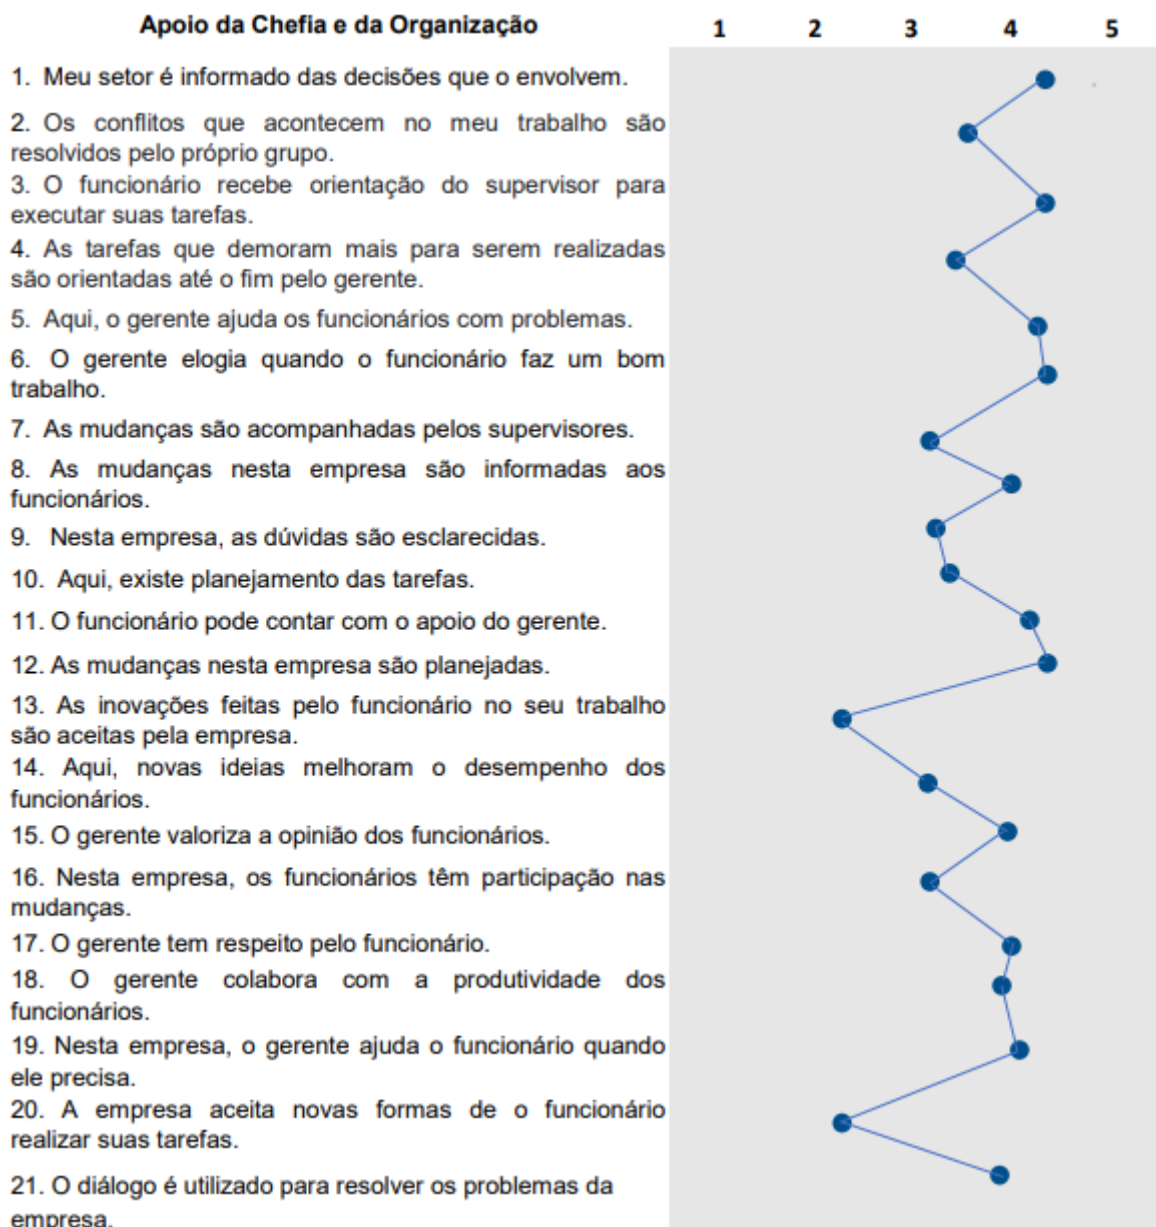 Apoio da Chefia e da Organização 1 2 3 4 5
1. Meu setor é informado das decisões que o envolvem.
2. Os conflitos que acontecem no meu trabalho são
resolvidos pelo próprio grupo.
3. O funcionário recebe orientação do supervisor para
executar suas tarefas.
4. As tarefas que demoram mais para serem realizadas
são orientadas até o fim pelo gerente.
5. Aqui, o gerente ajuda os funcionários com problemas.
6. O gerente elogia quando o funcionário faz um bom
trabalho.
7. As mudanças são acompanhadas pelos supervisores.
8. As mudanças nesta empresa são informadas aos
funcionários.
9. Nesta empresa, as dúvidas são esclarecidas.
10. Aqui, existe planejamento das tarefas.
11. O funcionário pode contar com o apoio do gerente.
12. As mudanças nesta empresa são planejadas.
13. As inovações feitas pelo funcionário no seu trabalho
são aceitas pela empresa.
14. Aqui, novas ideias melhoram o desempenho dos
funcionários.
15. O gerente valoriza a opinião dos funcionários.
16. Nesta empresa, os funcionários têm participação nas
mudanças.
17. O gerente tem respeito pelo funcionário.
18. O gerente colabora com a produtividade dos
funcionários.
19. Nesta empresa, o gerente ajuda o funcionário quando
ele precisa.
20. A empresa aceita novas formas de o funcionário
realizar suas tarefas.
21. O diálogo é utilizado para resolver os problemas da
empresa.